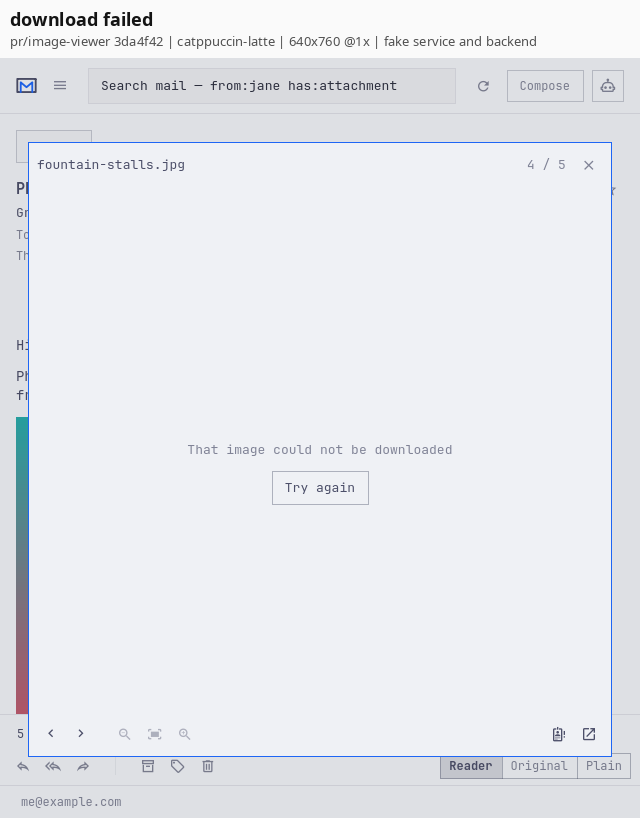 download failed
pr/image-viewer 3da4f42 | catppuccin-latte | 640x760 @1x | fake service and backend
Search mail — from:jane has:attachment
Compose
fountain-stalls.jpg
4 / 5
That image could not be downloaded
Try again
5
Reader
Original
Plain
me@example.com